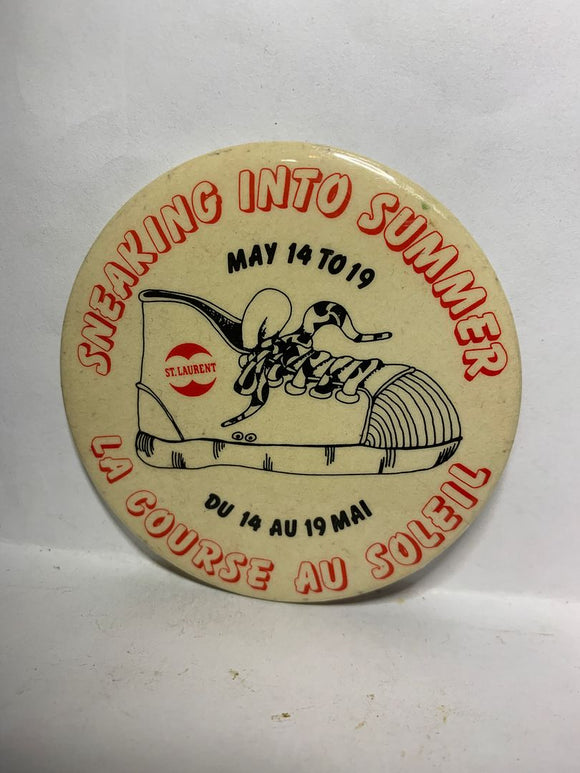 SNEAKING INTO SUMMER
MAY 14 TO 19
ST. LAURENT
DU 14 AU 19 MAI
LA COURSE AU SOLEIL